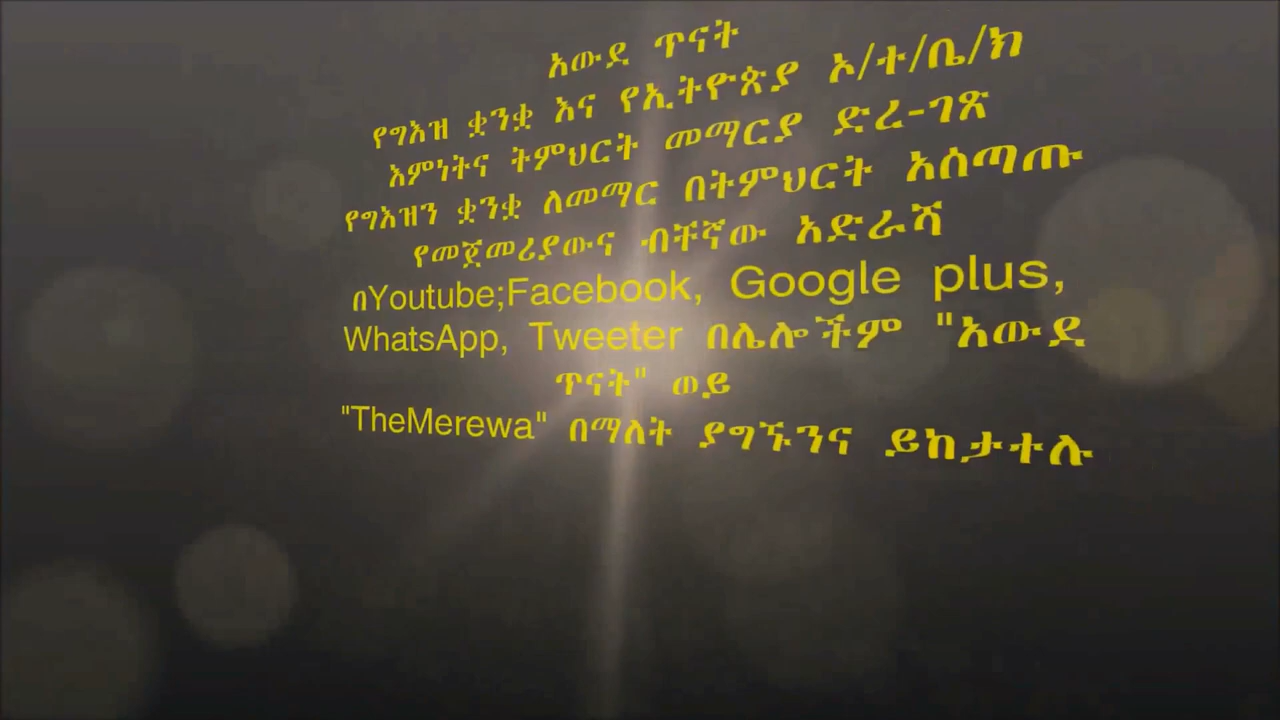 አውደ ጥናት
የግእዝ ቋንቋ እና የኢትዮጵያ ኦ/ተ/ቤ/ክ
እምነትና ትምህርት መማርያ ድረ-ገጽ
የግእዝን ቋንቋ ለመማር በትምህርት አሰጣጡ
የመጀመሪያውና ብቸኛው አድራሻ
በYoutube;Facebook, Google plus,
WhatsApp, Tweeter በሌሎችም "አውደ
ጥናት" ወይ
"TheMerewa" በማለት ያግኙንና ይከታተሉ